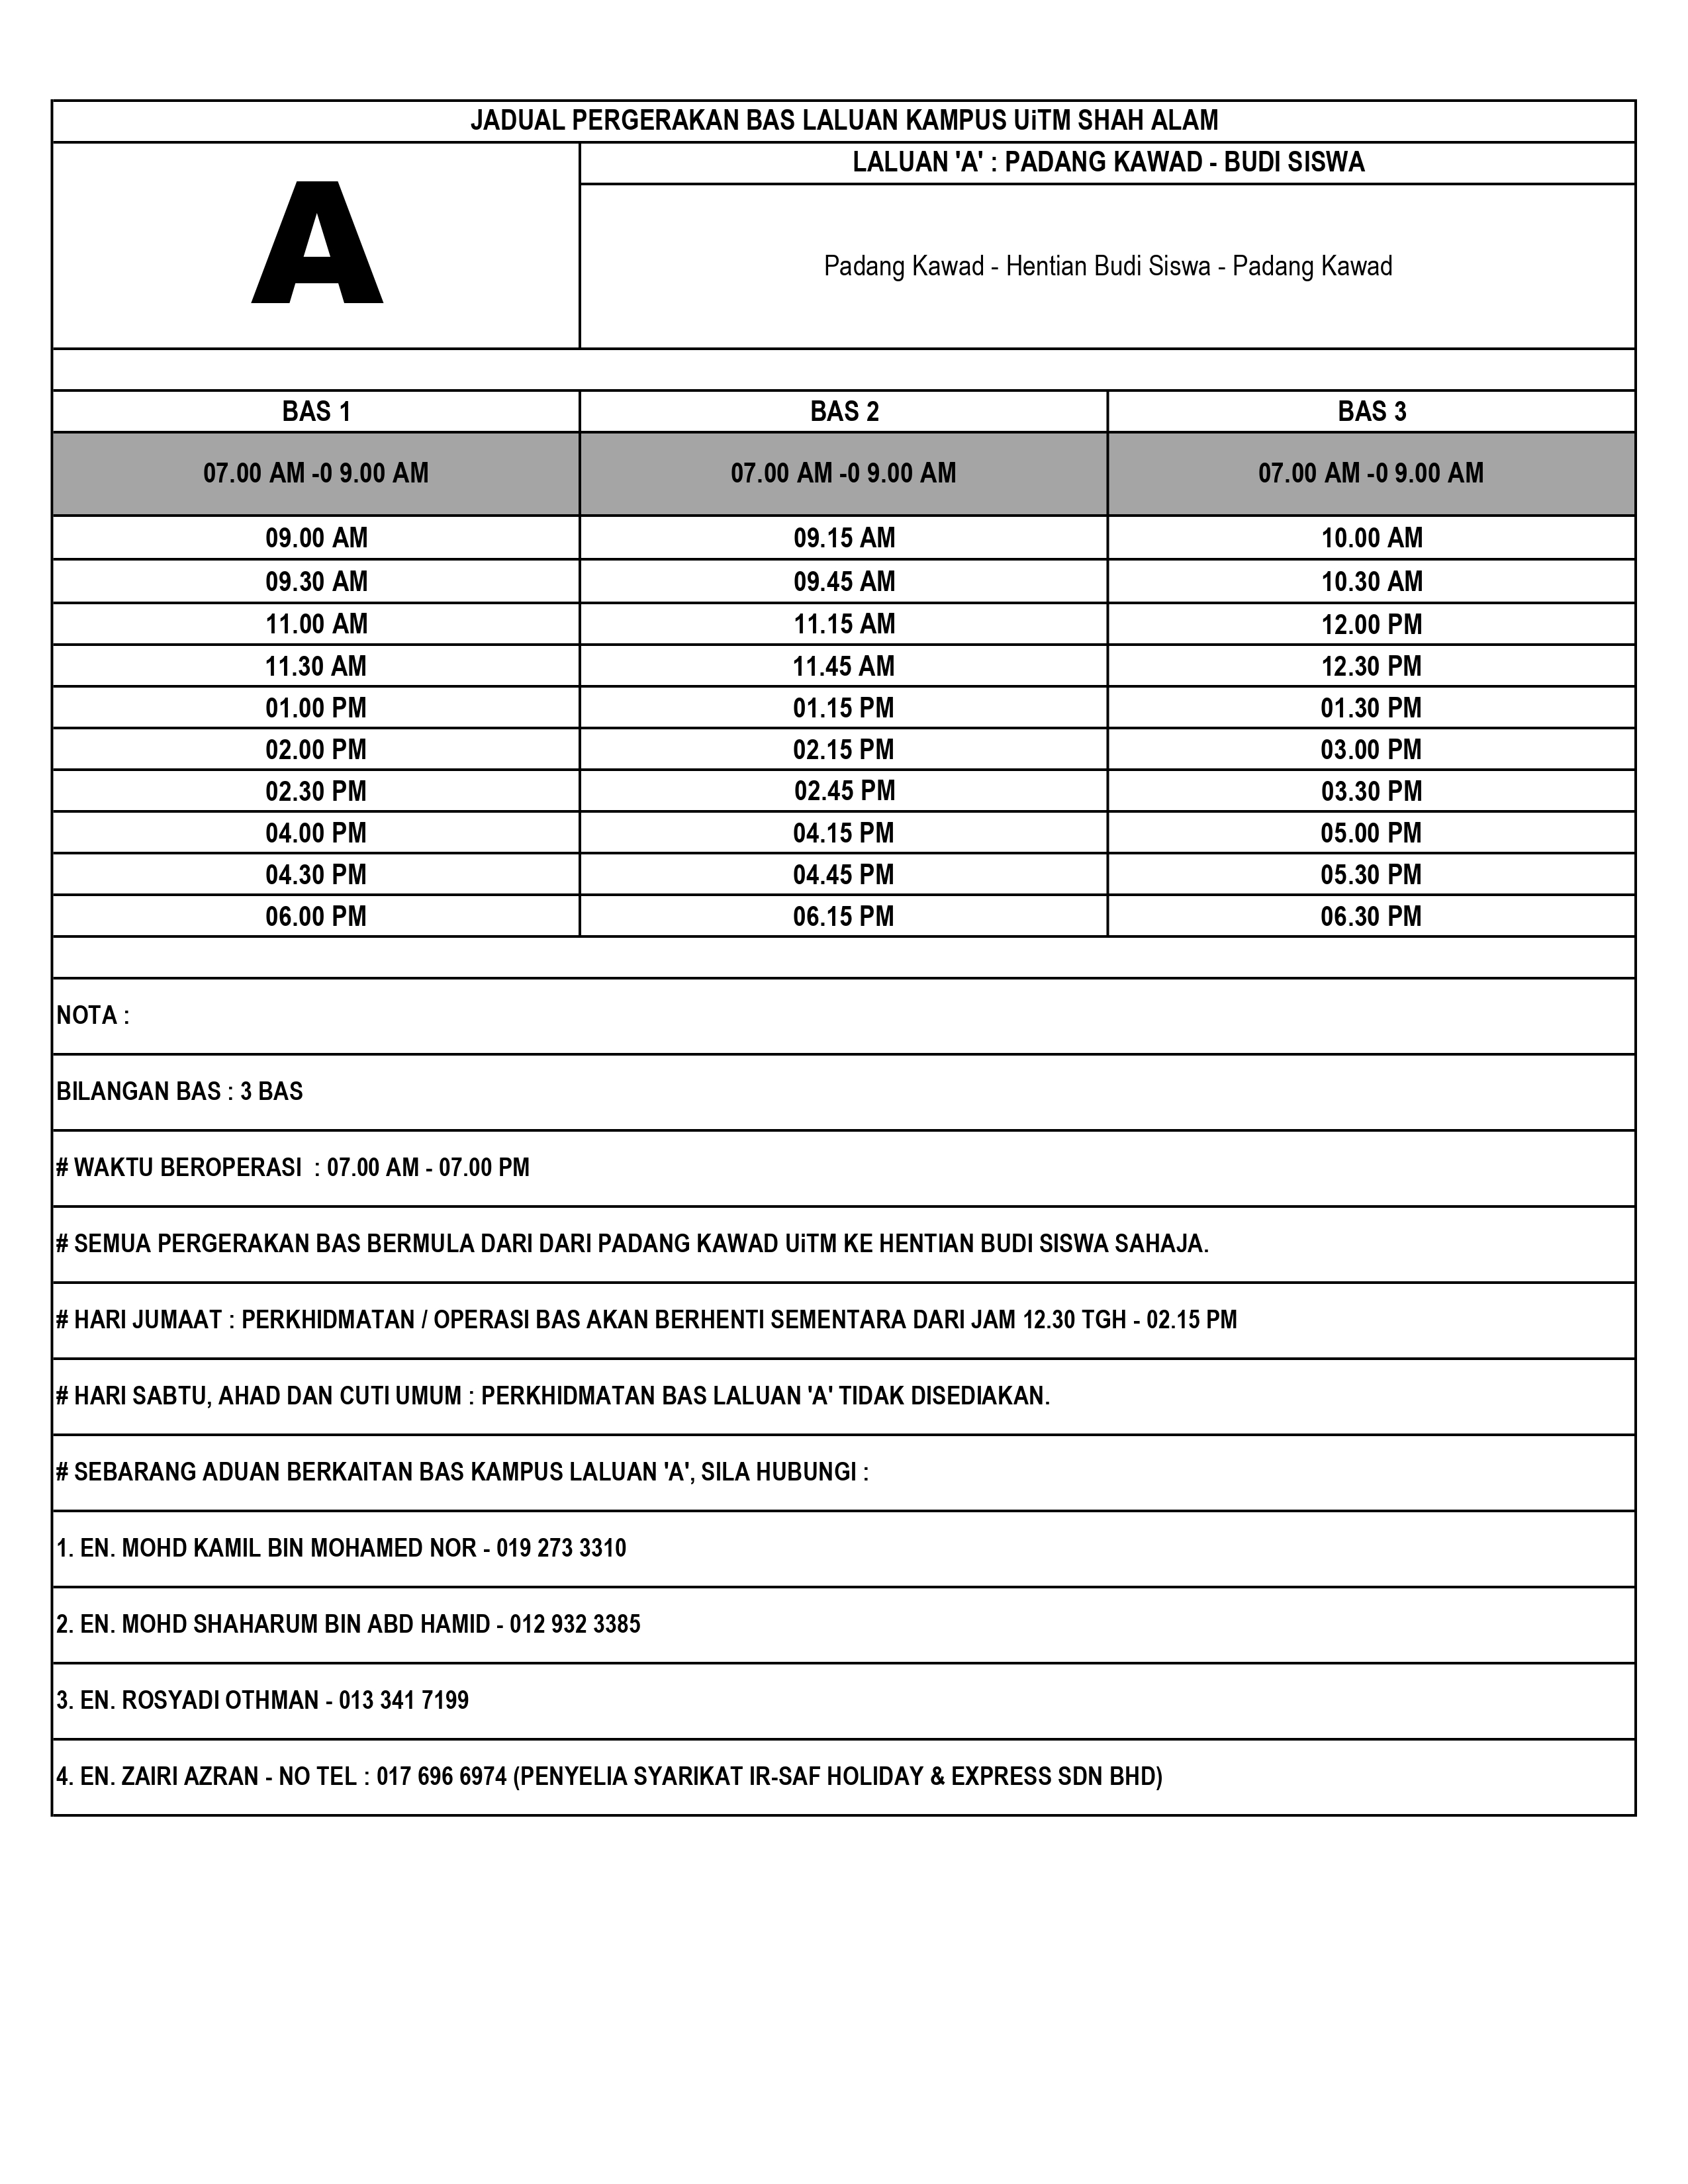 JADUAL PERGERAKAN BAS LALUAN KAMPUS UiTM SHAH ALAM
A
LALUAN 'A' : PADANG KAWAD - BUDI SISWA
Padang Kawad - Hentian Budi Siswa - Padang Kawad
BAS 1 BAS 2 BAS 3
07.00 AM -0 9.00 AM 07.00 AM -0 9.00 AM 07.00 AM -0 9.00 AM
09.00 AM 09.15 AM 10.00 AM
09.30 AM 09.45 AM 10.30 AM
11.00 AM 11.15 AM 12.00 PM
11.30 AM 11.45 AM 12.30 PM
01.00 PM 01.15 PM 01.30 PM
02.00 PM 02.15 PM 03.00 PM
02.30 PM 02.45 PM 03.30 PM
04.00 PM 04.15 PM 05.00 PM
04.30 PM 04.45 PM 05.30 PM
06.00 PM 06.15 PM 06.30 PM
NOTA :
BILANGAN BAS : 3 BAS
# WAKTU BEROPERASI  : 07.00 AM - 07.00 PM
# SEMUA PERGERAKAN BAS BERMULA DARI DARI PADANG KAWAD UiTM KE HENTIAN BUDI SISWA SAHAJA.
# HARI JUMAAT : PERKHIDMATAN / OPERASI BAS AKAN BERHENTI SEMENTARA DARI JAM 12.30 TGH - 02.15 PM
# HARI SABTU, AHAD DAN CUTI UMUM : PERKHIDMATAN BAS LALUAN 'A' TIDAK DISEDIAKAN.
# SEBARANG ADUAN BERKAITAN BAS KAMPUS LALUAN 'A', SILA HUBUNGI :
1. EN. MOHD KAMIL BIN MOHAMED NOR - 019 273 3310
2. EN. MOHD SHAHARUM BIN ABD HAMID - 012 932 3385
3. EN. ROSYADI OTHMAN - 013 341 7199
4. EN. ZAIRI AZRAN - NO TEL : 017 696 6974 (PENYELIA SYARIKAT IR-SAF HOLIDAY & EXPRESS SDN BHD)